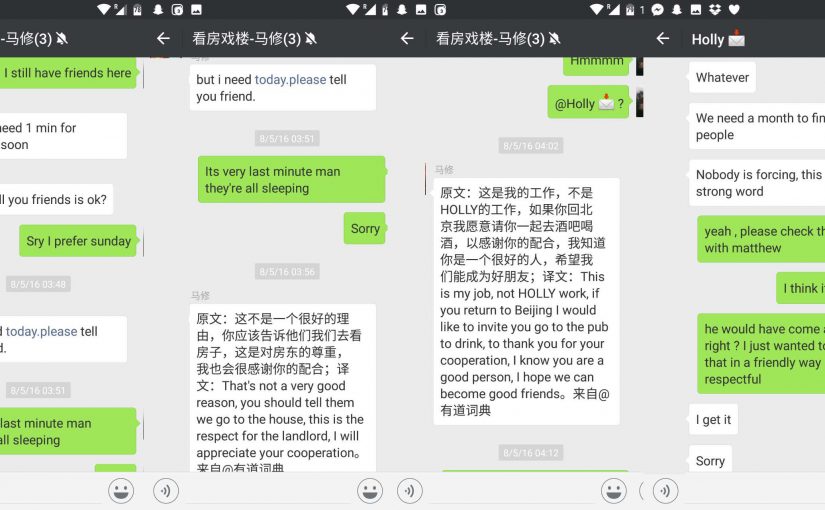 -马修(3)
I still have friends here
need 1 min for
soon
ll you friends is ok?
Sry I prefer sunday
8/5/16 03:48
d today.please tell
d.
8/5/16 03:51
last minute man
all sleeping
看房戏楼-马修(3)
马修
but i need today.please tell
you friend.
8/5/16 03:51
Its very last minute man
they're all sleeping
Sorry
8/5/16 03:56
马修
原文：这不是一个很好的理
由，你应该告诉他们我们去看
房子，这是对房东的尊重，
我也会很感谢你的配合；译
文：That's not a very good
reason, you should tell them
we go to the house, this is the
respect for the landlord, I will
appreciate your cooperation。
来自@有道词典
看房戏楼-马修(3)
Hmmmm
@Holly ?
8/5/16 04:02
马修
原文：这是我的工作，不是
HOLLY的工作，如果你回北
京我愿意请你一起去酒吧喝
酒，以感谢你的配合，我知道
你是一个很好的人，希望我
们能成为好朋友；译文：This
is my job, not HOLLY work, if
you return to Beijing I would
like to invite you go to the pub
to drink, to thank you for your
cooperation, I know you are a
good person, I hope we can
become good friends。来自@
有道词典
8/5/16 04:12
1
Holly
Whatever
We need a month to fin
people
Nobody is forcing, this
strong word
yeah , please check th
with matthew
I think i
he would have come a
right ? I just wanted to
that in a friendly way
respectful
I get it
Sorry